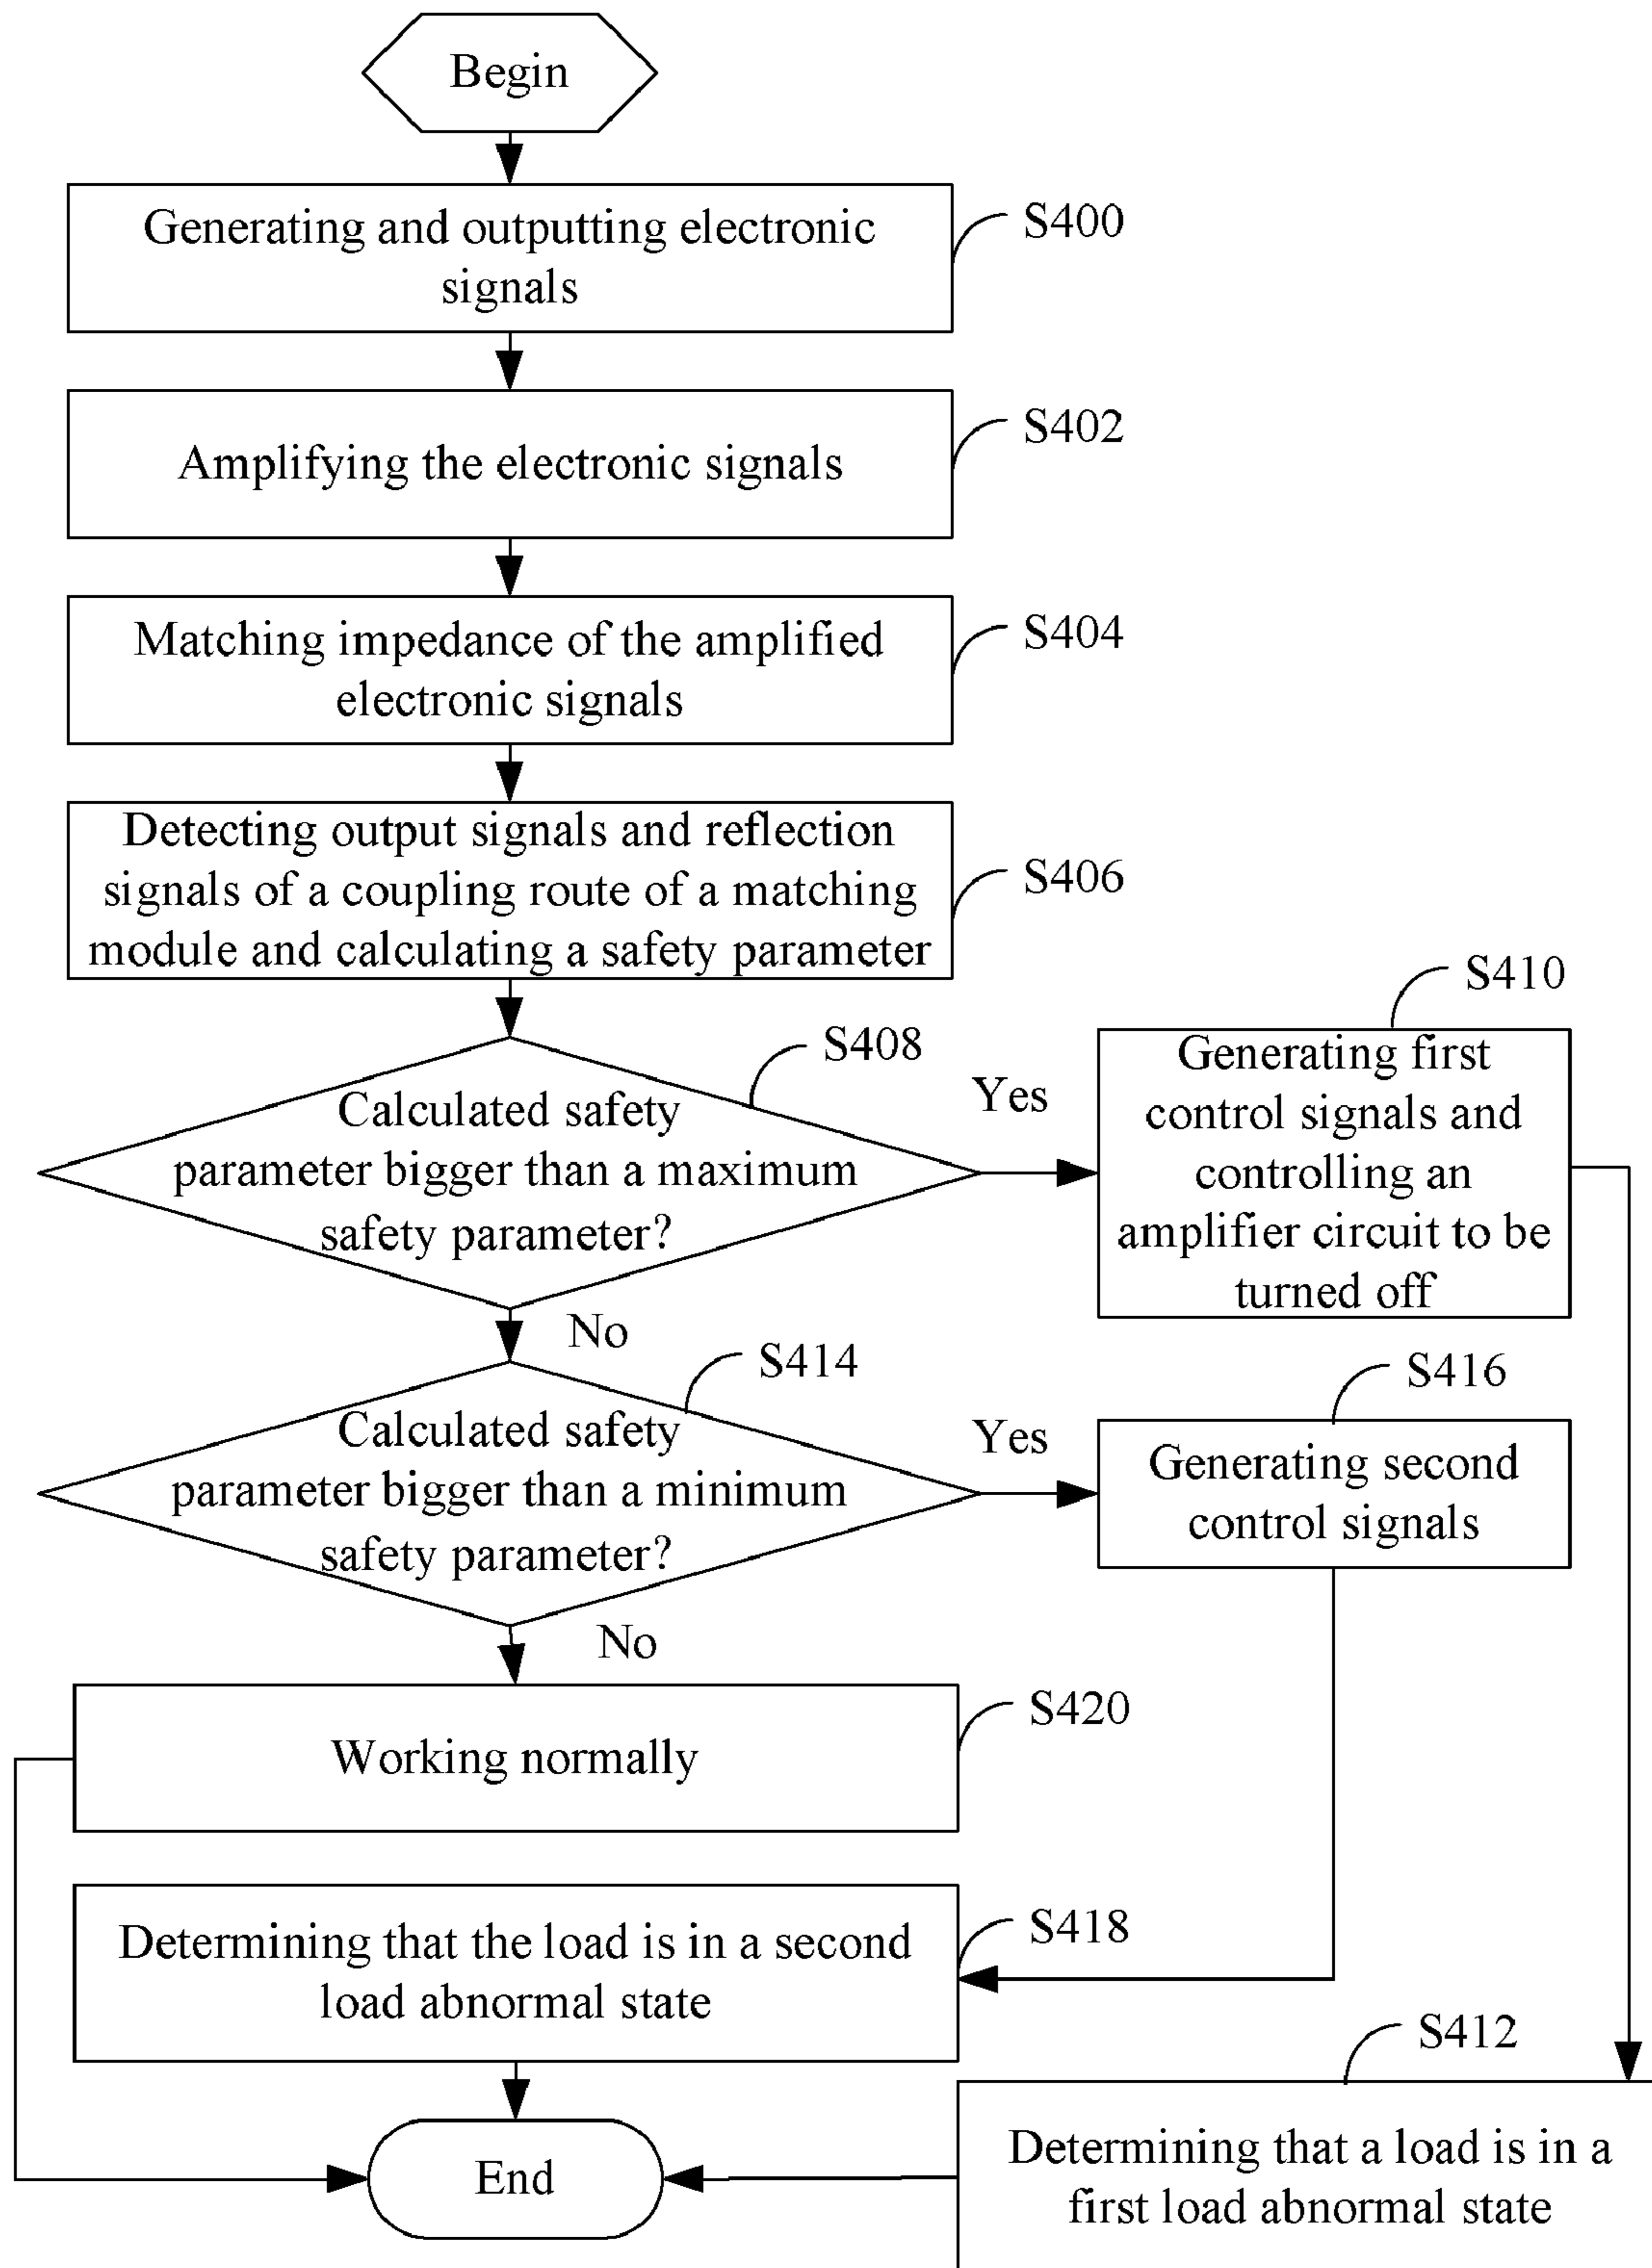 Begin
Generating and outputting electronic
signals
S400
Amplifying the electronic signals
S402
Matching impedance of the amplified
electronic signals
S404
Detecting output signals and reflection
signals of a coupling route of a matching
module and calculating a safety parameter
S406
Calculated safety
parameter bigger than a maximum
safety parameter?
S408
Yes
Generating first
control signals and
controlling an
amplifier circuit to be
turned off
S410
No
Calculated safety
parameter bigger than a minimum
safety parameter?
S414
Yes
Generating second
control signals
S416
No
Working normally
S420
Determining that the load is in a second
load abnormal state
S418
Determining that a load is in a
first load abnormal state
S412
End